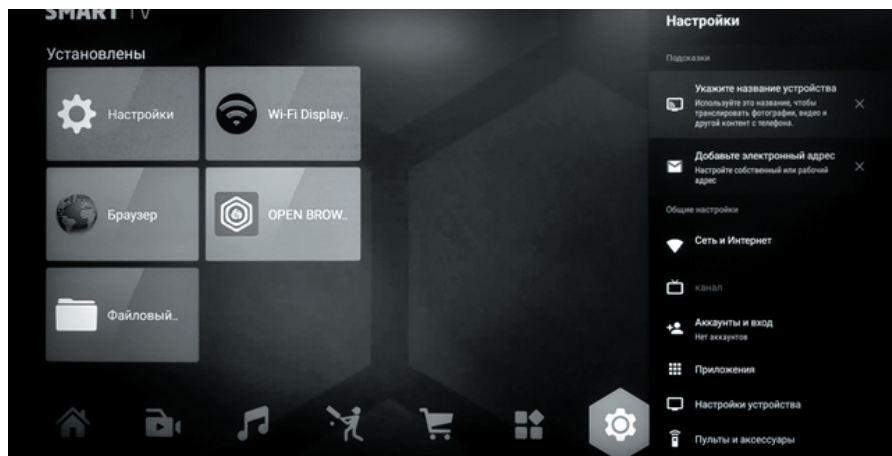 SMART TV
Установлены
Настройки
Wi-Fi Display..
Браузер
OPEN BROW..
Файловый..
Настройки
Подсказки
Укажите название устройства
Используйте это название, чтобы
транслировать фотографии, видео и
другой контент с телефона.
Добавьте электронный адрес
Настройте собственный или рабочий
адрес
Общие настройки
Сеть и Интернет
канал
Аккаунты и вход
Нет аккаунтов
Приложения
Настройки устройства
Пульты и аксессуары